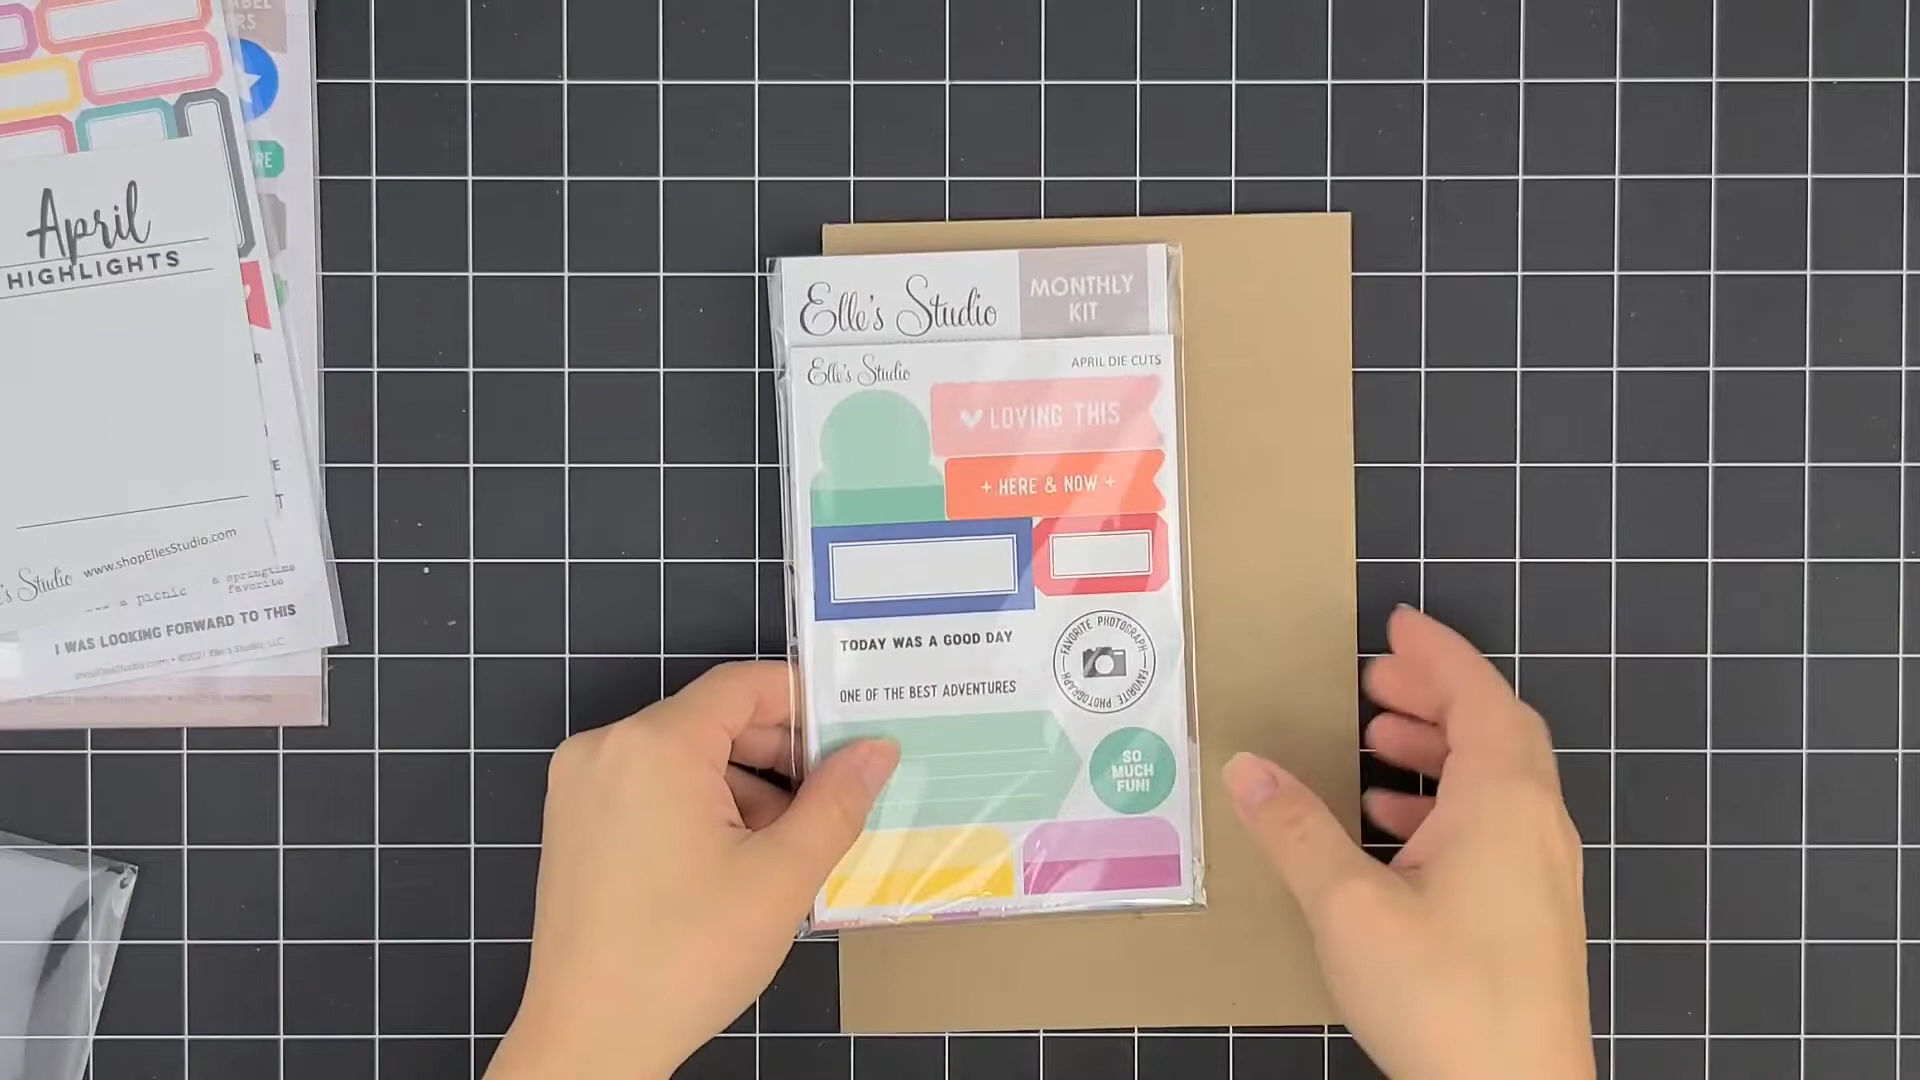 April
HIGHLIGHTS
www.shopEllesStudio.com
Studio
a springtime
favorite
a picnic
I WAS LOOKING FORWARD TO THIS
Elle's Studio
MONTHLY
KIT
Elle's Studio
APRIL DIE CUTS
LOVING THIS
+ HERE & NOW +
TODAY WAS A GOOD DAY
ONE OF THE BEST ADVENTURES
FAVORITE PHOTOGRAPH
FAVORITE PHOTOGRAPH
SO
MUCH
FUN!